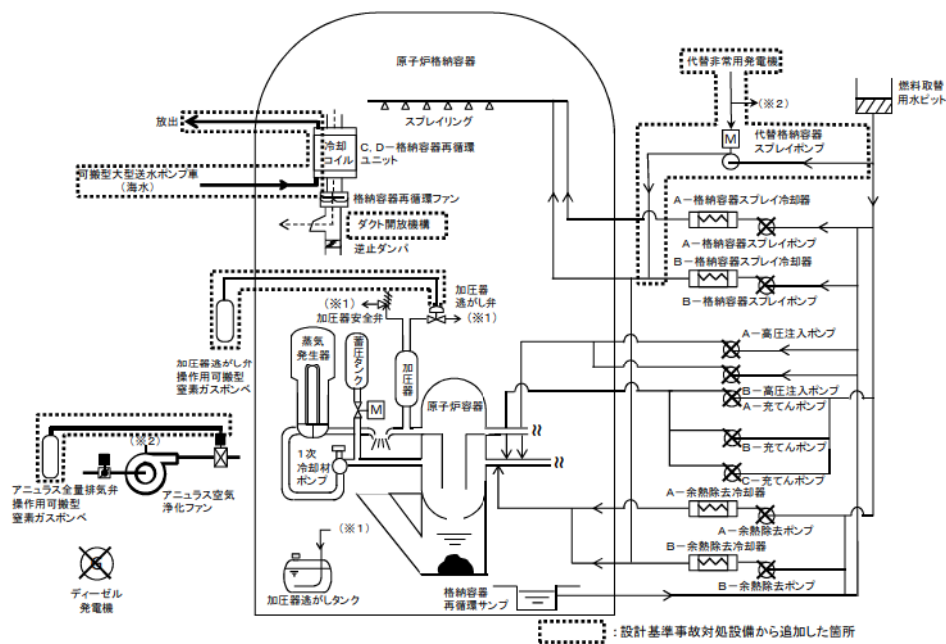 原子炉格納容器
代替非常用発電機
(※2)
燃料取替
用水ピット
スプレイリング
放出
冷却
コイル
C, D-格納容器再循環
ユニット
M
代替格納容器
スプレイポンプ
可搬型大型送水ポンプ車
(海水)
格納容器再循環ファン
ダクト開放機構
逆止ダンパ
A-格納容器スプレイ冷却器
A-格納容器スプレイポンプ
B-格納容器スプレイ冷却器
B-格納容器スプレイポンプ
加圧器
逃がし弁
(※1)
加圧器安全弁
(※1)
加圧器逃がし弁
操作用可搬型
窒素ガスボンベ
蒸気
発生器
蓄圧タンク
加圧器
M
原子炉容器
A-高圧注入ポンプ
B-高圧注入ポンプ
A-充てんポンプ
B-充てんポンプ
C-充てんポンプ
(※2)
1次
冷却材
ポンプ
アニュラス全量排気弁
操作用可搬型
窒素ガスボンベ
アニュラス空気
浄化ファン
A-余熱除去冷却器
A-余熱除去ポンプ
B-余熱除去冷却器
B-余熱除去ポンプ
(※1)
G
ディーゼル
発電機
加圧器逃がしタンク
格納容器
再循環サンプ
:設計基準事故対処設備から追加した箇所